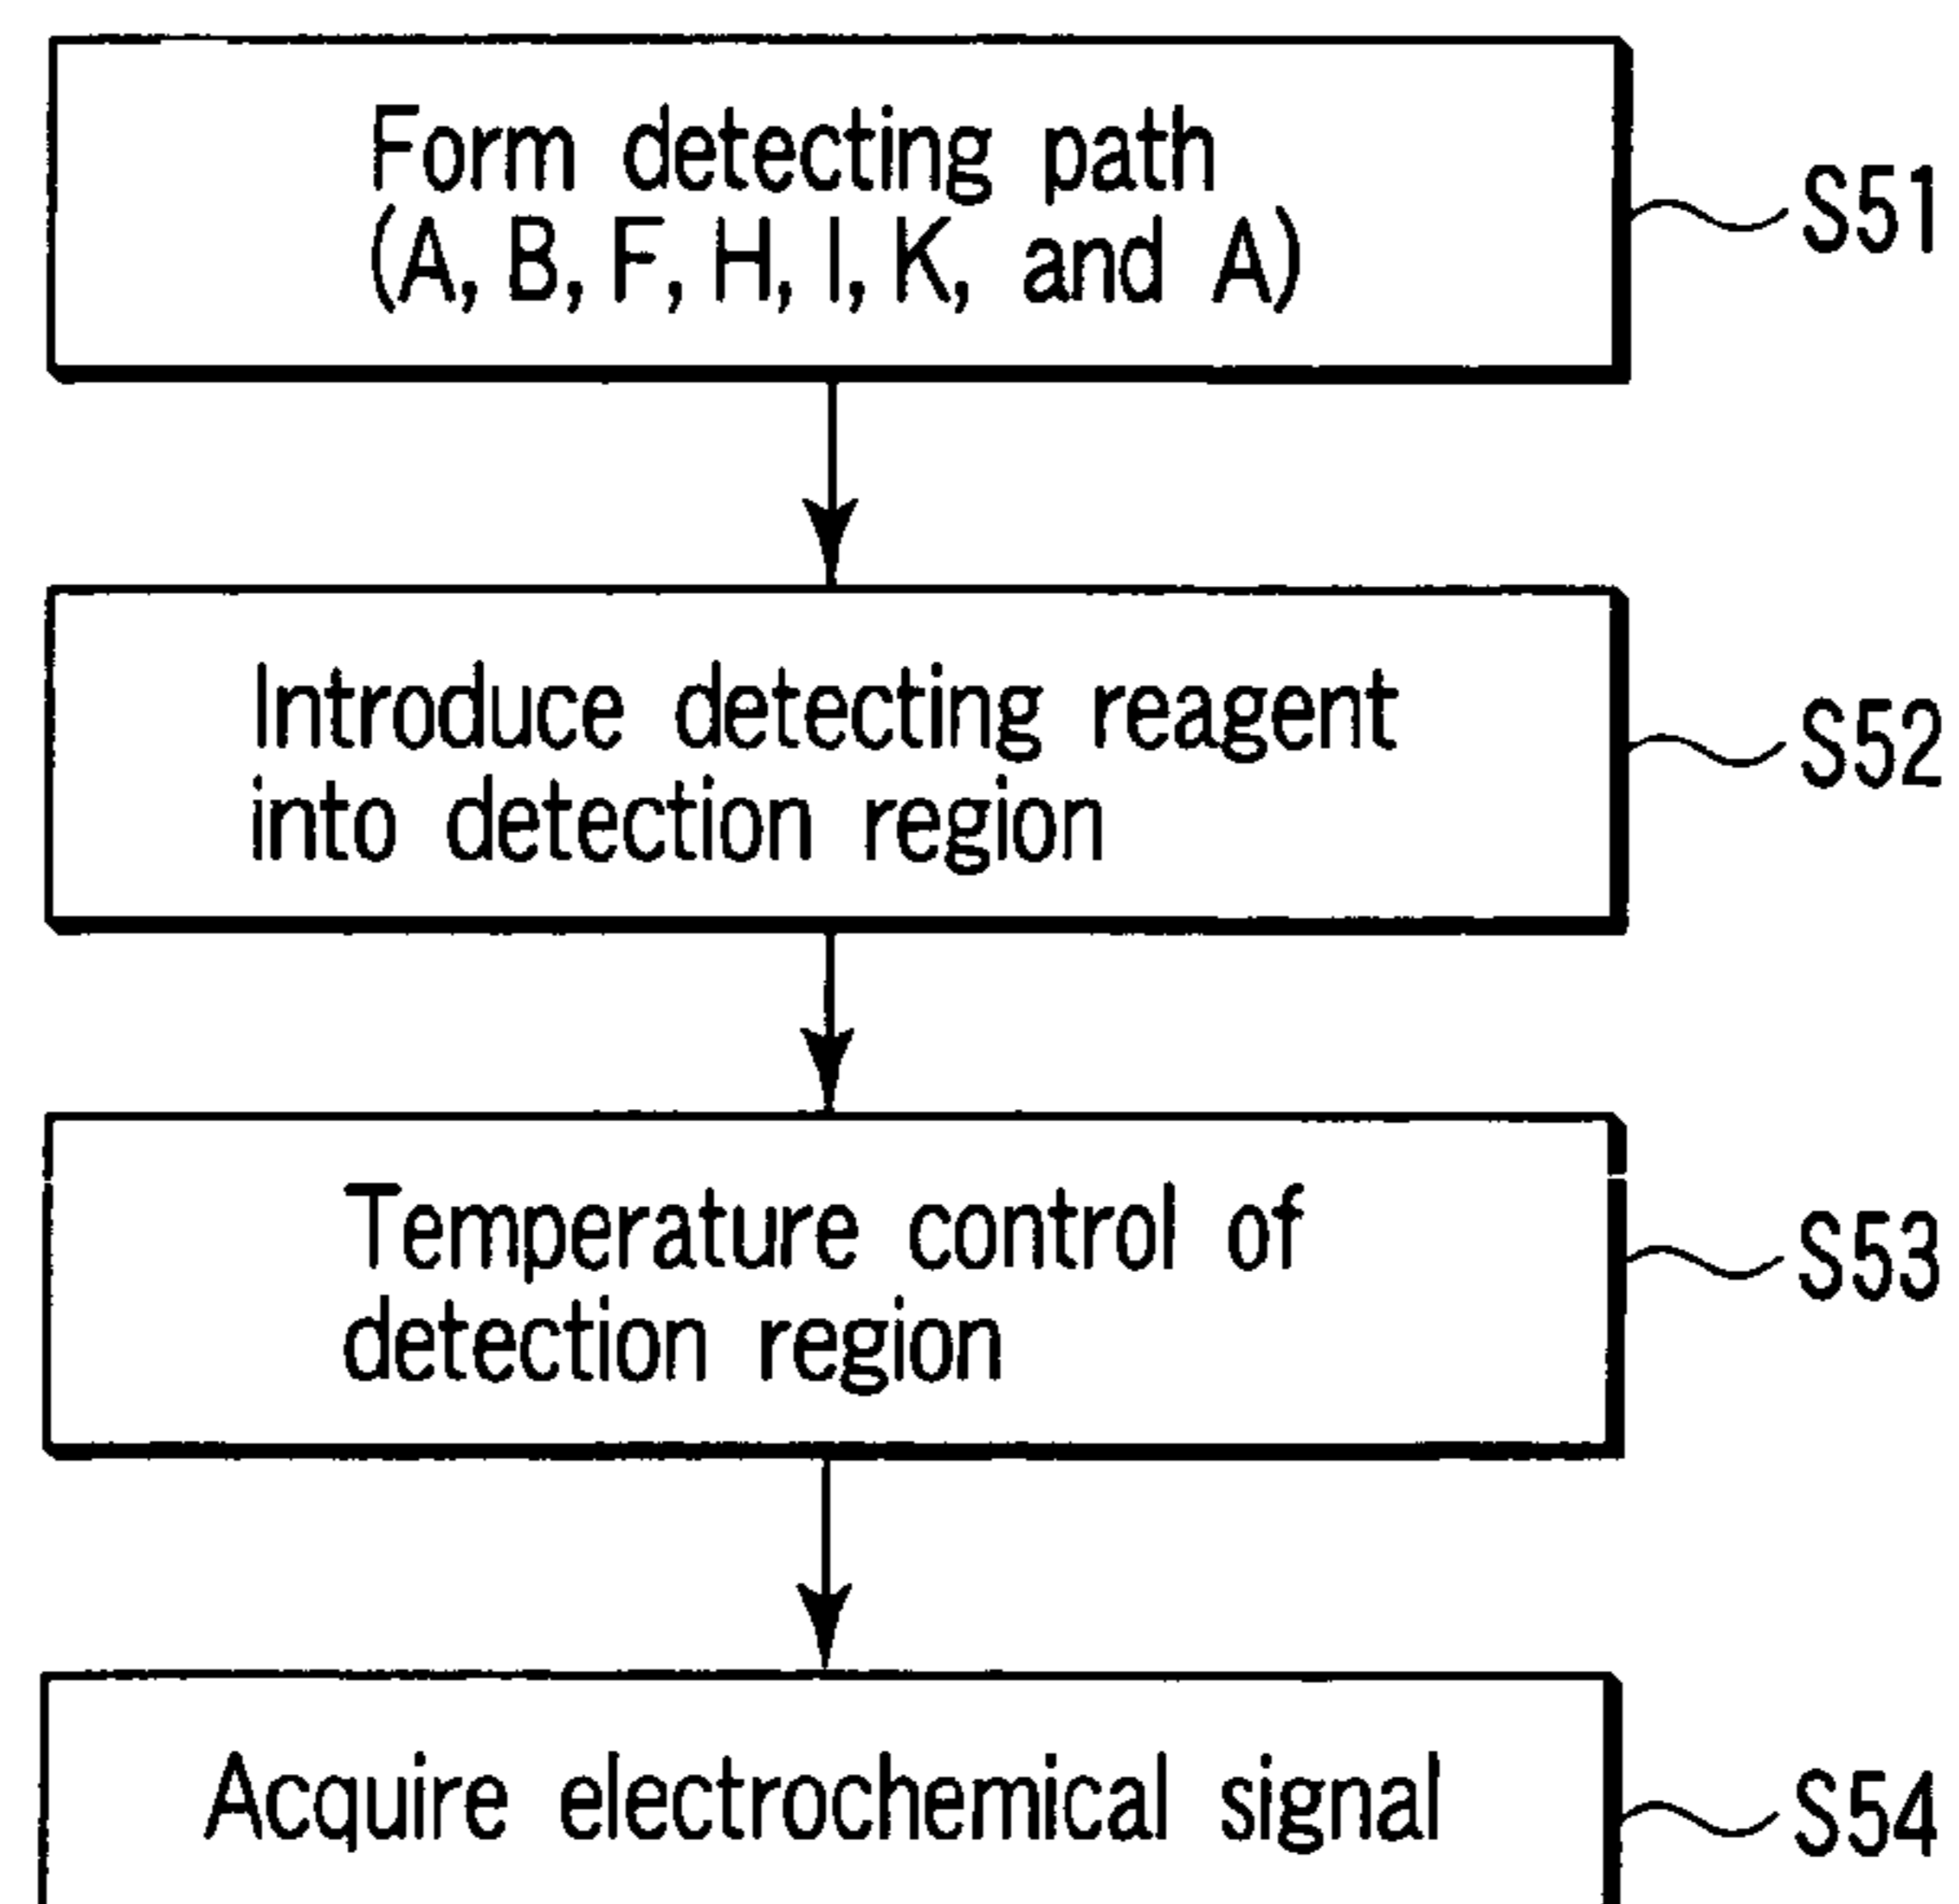 Form detecting path
(A, B, F, H, I, K, and A)
S51
Introduce detecting reagent
into detection region
S52
Temperature control of
detection region
S53
Acquire electrochemical signal
S54